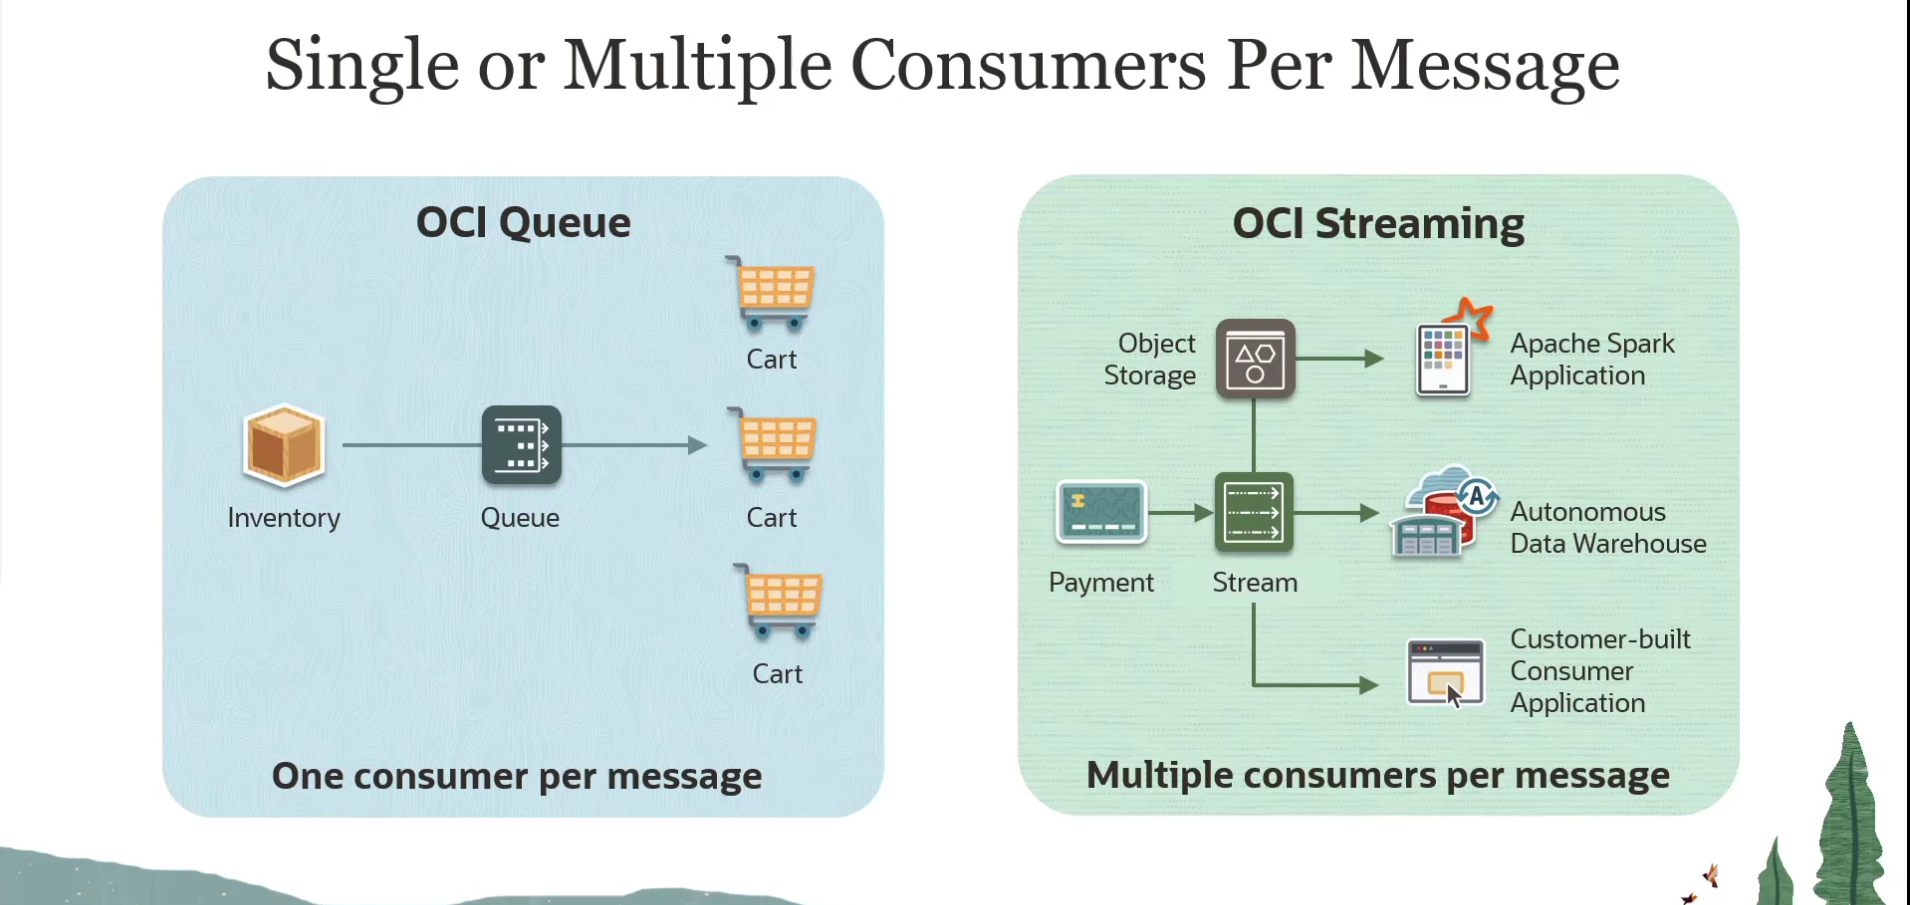 Single or Multiple Consumers Per Message
OCI Queue
Cart
Inventory
Queue
Cart
Cart
One consumer per message
OCI Streaming
Object
Storage
Apache Spark
Application
A
Autonomous
Data Warehouse
Payment
Stream
Customer-built
Consumer
Application
Multiple consumers per message